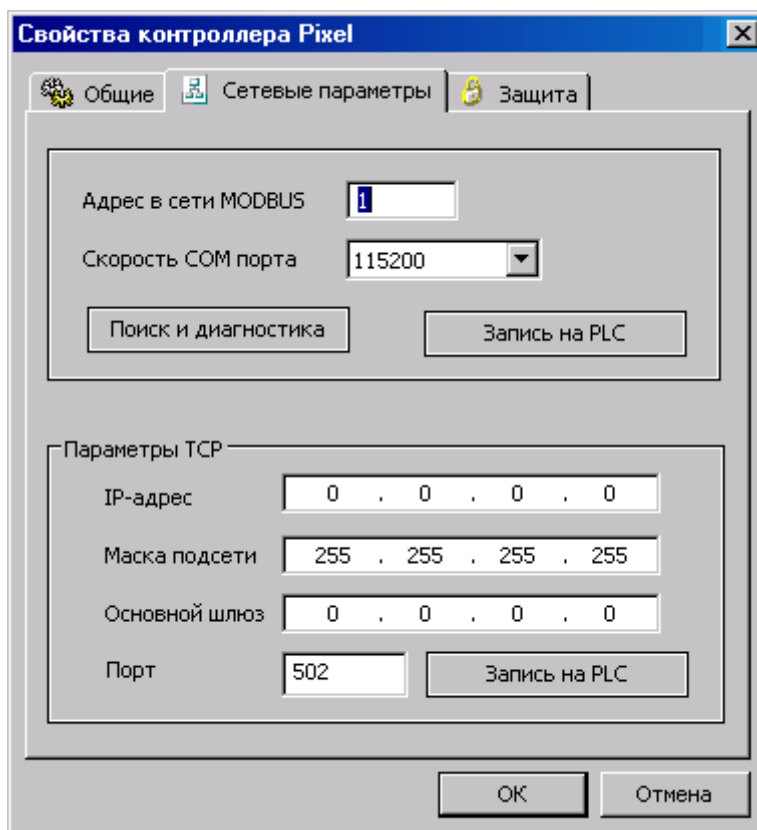 Свойства контроллера Pixel
Общие Сетевые параметры Защита
Адрес в сети MODBUS 1
Скорость COM порта 115200
Поиск и диагностика Запись на PLC
Параметры TCP
IP-адрес 0 . 0 . 0 . 0
Маска подсети 255 . 255 . 255 . 255
Основной шлюз 0 . 0 . 0 . 0
Порт 502 Запись на PLC
OK Отмена